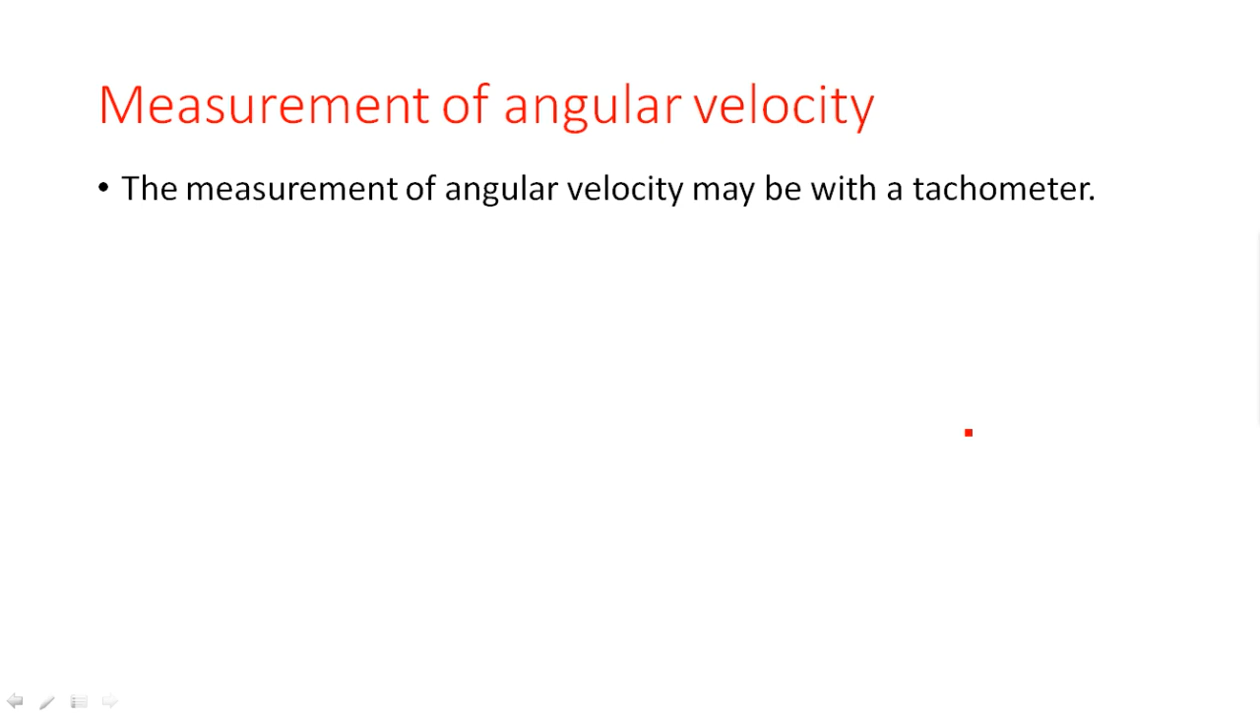 Measurement of angular velocity
• The measurement of angular velocity may be with a tachometer.